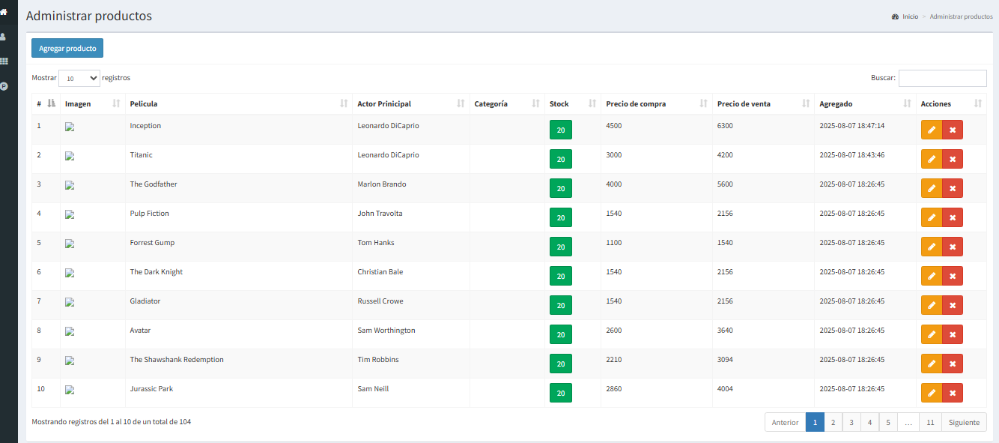 Administrar productos
Inicio > Administrar productos
Agregar producto
Mostrar 10 registros
Buscar:
# Imagen Pelicula Actor Prinicipal Categoría Stock Precio de compra Precio de venta Agregado Acciones
1 Inception Leonardo DiCaprio 20 4500 6300 2025-08-07 18:47:14
2 Titanic Leonardo DiCaprio 20 3000 4200 2025-08-07 18:43:46
3 The Godfather Marlon Brando 20 4000 5600 2025-08-07 18:26:45
4 Pulp Fiction John Travolta 20 1540 2156 2025-08-07 18:26:45
5 Forrest Gump Tom Hanks 20 1100 1540 2025-08-07 18:26:45
6 The Dark Knight Christian Bale 20 1540 2156 2025-08-07 18:26:45
7 Gladiator Russell Crowe 20 1540 2156 2025-08-07 18:26:45
8 Avatar Sam Worthington 20 2600 3640 2025-08-07 18:26:45
9 The Shawshank Redemption Tim Robbins 20 2210 3094 2025-08-07 18:26:45
10 Jurassic Park Sam Neill 20 2860 4004 2025-08-07 18:26:45
Mostrando registros del 1 al 10 de un total de 104
Anterior 1 2 3 4 5 … 11 Siguiente